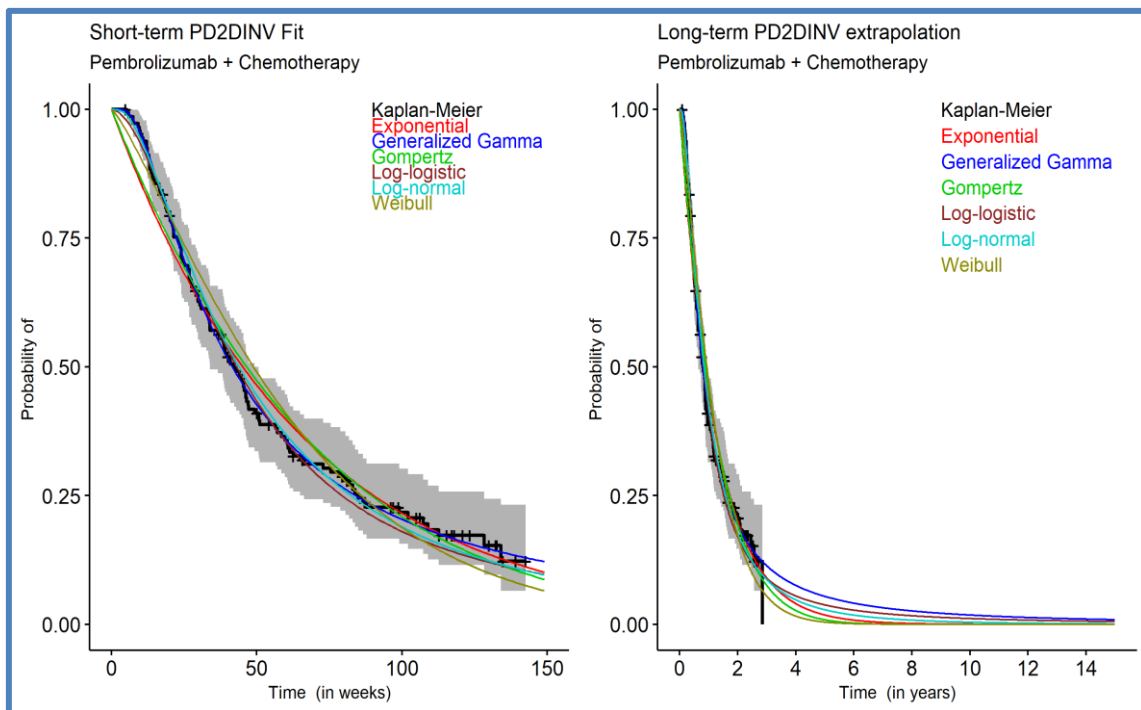 Short-term PD2DINV Fit
Pembrolizumab + Chemotherapy
Kaplan-Meier
Exponential
Generalized Gamma
Gompertz
Log-logistic
Log-normal
Weibull
1.00
0.75
0.50
0.25
0.00
Probability of
0
50
100
150
Time (in weeks)
Long-term PD2DINV extrapolation
Pembrolizumab + Chemotherapy
Kaplan-Meier
Exponential
Generalized Gamma
Gompertz
Log-logistic
Log-normal
Weibull
1.00
0.75
0.50
0.25
0.00
Probability of
0
2
4
6
8
10
12
14
Time (in years)